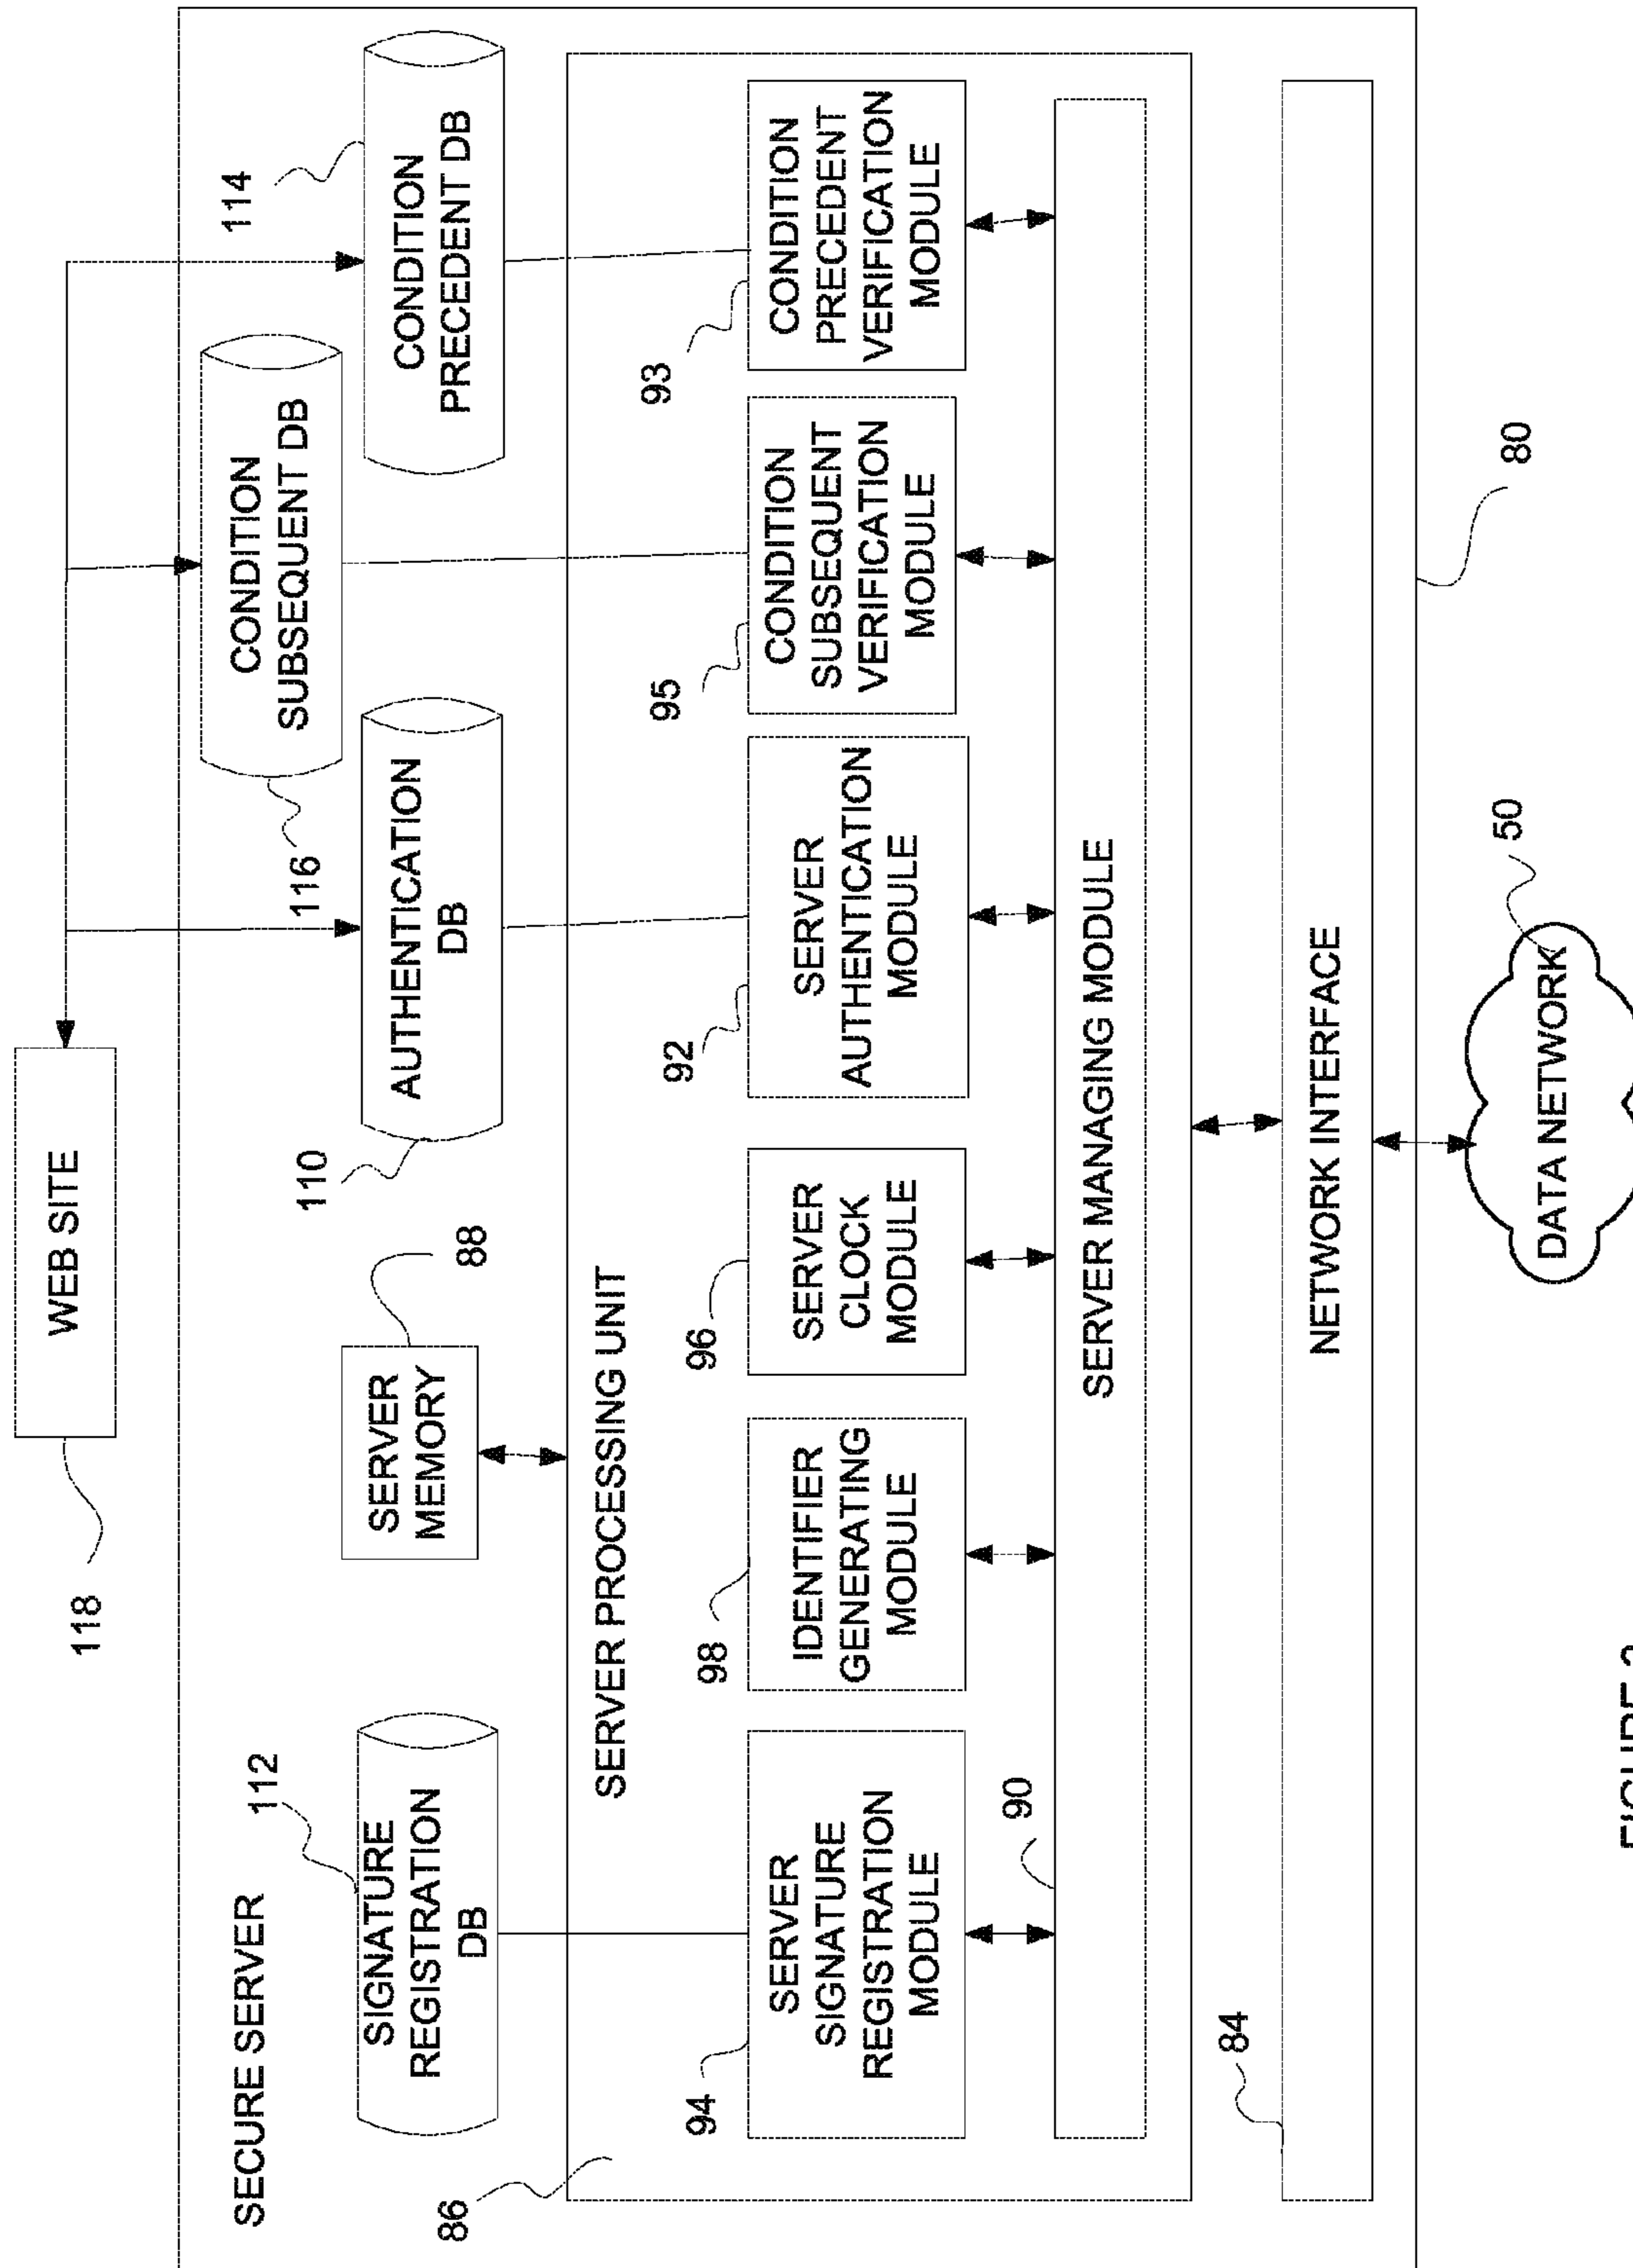 WEB SITE
118
SECURE SERVER
112
114
116
CONDITION
SUBSEQUENT DB
SIGNATURE
REGISTRATION
DB
SERVER
MEMORY
88
110
AUTHENTICATION
DB
CONDITION
PRECEDENT DB
86
SERVER PROCESSING UNIT
94
98
96
92
95
93
SERVER
SIGNATURE
REGISTRATION
MODULE
IDENTIFIER
GENERATING
MODULE
SERVER
CLOCK
MODULE
SERVER
AUTHENTICATION
MODULE
CONDITION
SUBSEQUENT
VERIFICATION
MODULE
CONDITION
PRECEDENT
VERIFICATION
MODULE
90
SERVER MANAGING MODULE
84
NETWORK INTERFACE
80
50
DATA NETWORK
FIGURE